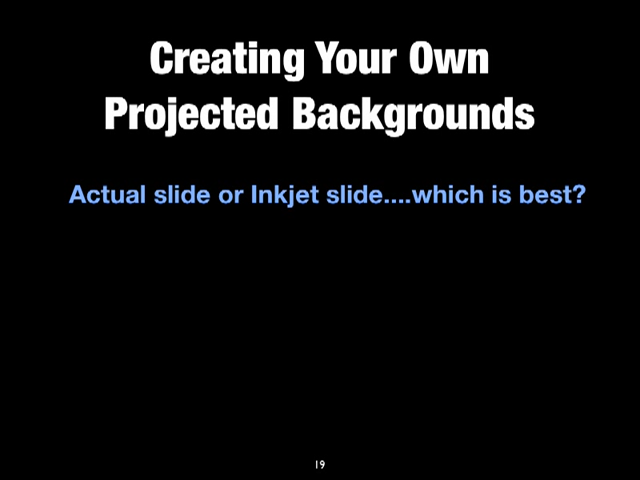 Creating Your Own
Projected Backgrounds
Actual slide or Inkjet slide....which is best?
19